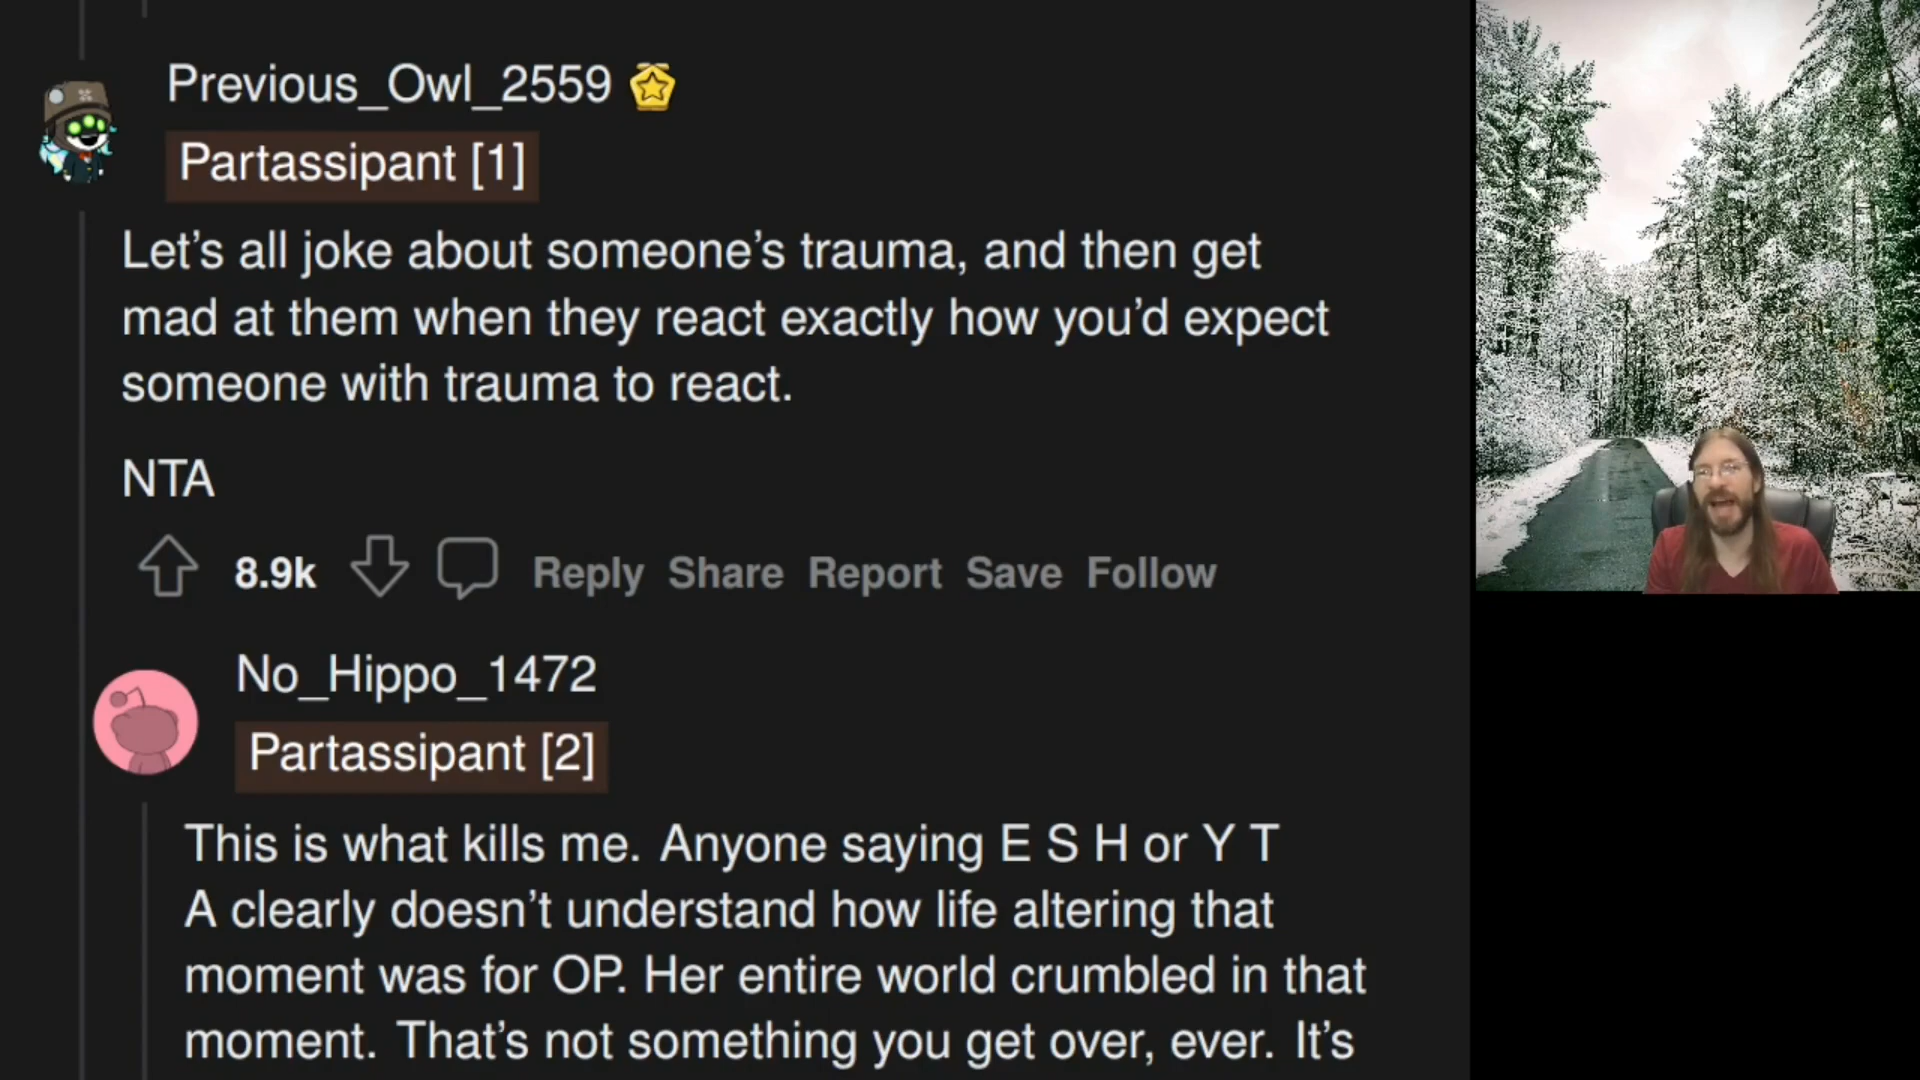 Previous_Owl_2559
Partassipant [1]
Let’s all joke about someone’s trauma, and then get
mad at them when they react exactly how you’d expect
someone with trauma to react.
NTA
8.9k Reply Share Report Save Follow
No_Hippo_1472
Partassipant [2]
This is what kills me. Anyone saying E S H or Y T
A clearly doesn’t understand how life altering that
moment was for OP. Her entire world crumbled in that
moment. That’s not something you get over, ever. It’s